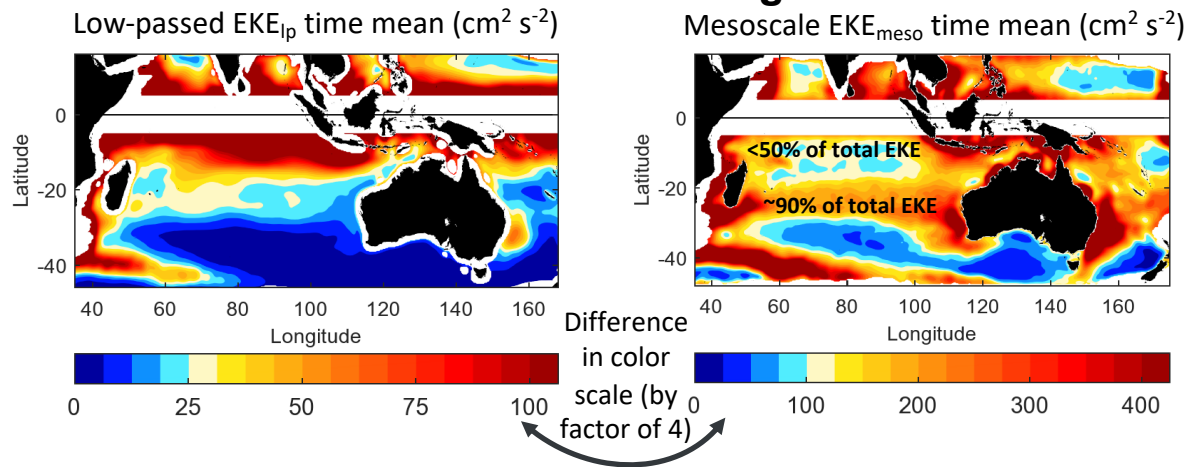 Low-passed EKElp time mean (cm² s⁻²)
Mesoscale EKEmeso time mean (cm² s⁻²)
Latitude
0
-20
-40
40 60 80 100 120 140 160
Longitude
0 25 50 75 100
Latitude
0
-20
-40
<50% of total EKE
~90% of total EKE
40 60 80 100 120 140 160
Longitude
0 100 200 300 400
Difference
in color
scale (by
factor of 4)